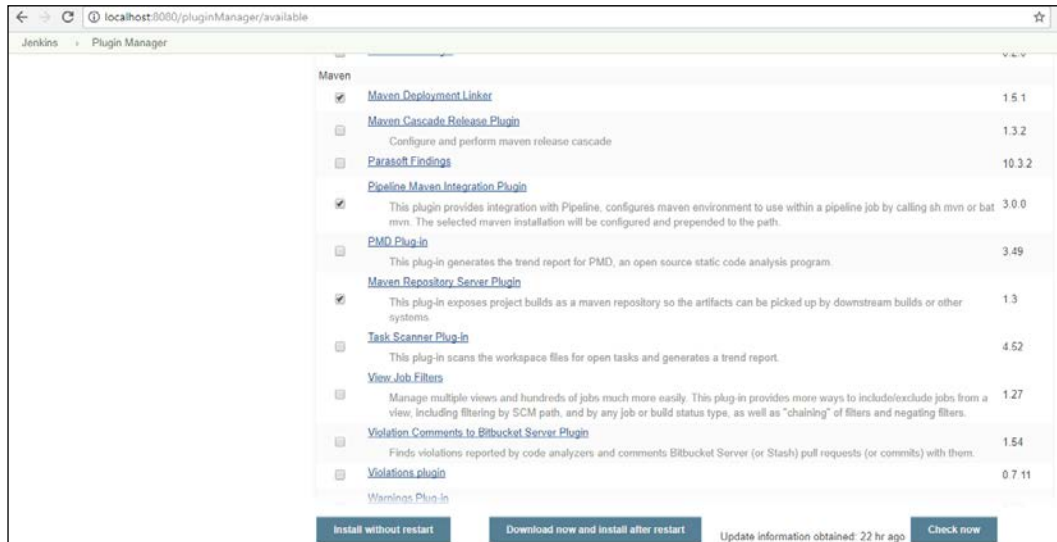 localhost:8080/pluginManager/available
Jenkins › Plugin Manager
Maven
Maven Deployment Linker 1.5.1
Maven Cascade Release Plugin
Configure and perform maven release cascade 1.3.2
Parasoft Findings 10.3.2
Pipeline Maven Integration Plugin
This plugin provides integration with Pipeline, configures maven environment to use within a pipeline job by calling sh mvn or bat 3.0.0
mvn. The selected maven installation will be configured and prepended to the path.
PMD Plug-in
This plug-in generates the trend report for PMD, an open source static code analysis program. 3.49
Maven Repository Server Plugin
This plug-in exposes project builds as a maven repository so the artifacts can be picked up by downstream builds or other 1.3
systems
Task Scanner Plug-in
This plug-in scans the workspace files for open tasks and generates a trend report. 4.52
View Job Filters
Manage multiple views and hundreds of jobs much more easily. This plug-in provides more ways to include/exclude jobs from a 1.27
view, including filtering by SCM path, and by any job or build status type, as well as "chaining" of filters and negating filters.
Violation Comments to Bitbucket Server Plugin
Finds violations reported by code analyzers and comments Bitbucket Server (or Stash) pull requests (or commits) with them. 1.54
Violations plugin 0.7.11
Warnings Plug-in
Install without restart Download now and install after restart Update information obtained: 22 hr ago Check now